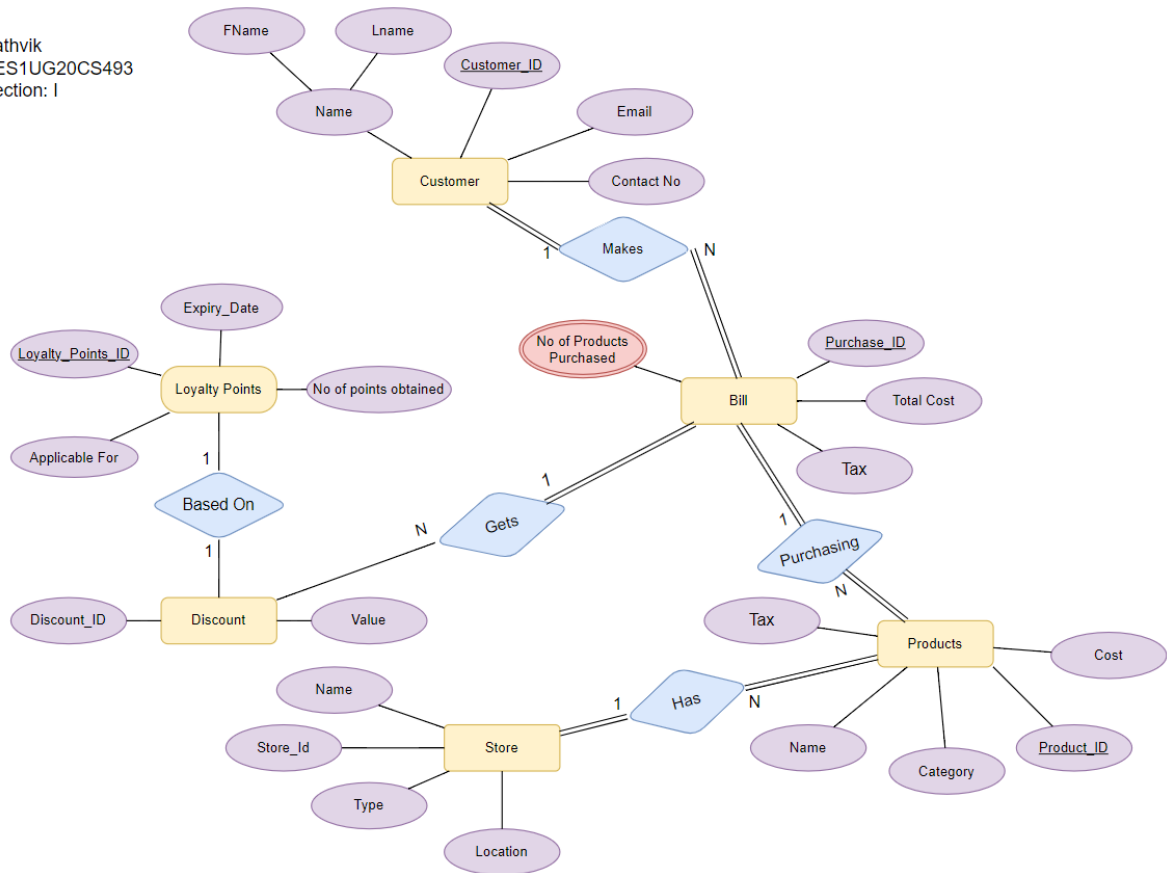 FName
Lname
athvik
ES1UG20CS493
ection: I
Customer_ID
Name
Email
Customer
Contact No
1
Makes
N
Expiry_Date
Loyalty_Points_ID
No of Products
Purchased
Purchase_ID
Loyalty Points
No of points obtained
Bill
Total Cost
Applicable For
1
Tax
1
Based On
N
Gets
1
Purchasing
1
N
Discount_ID
Discount
Value
Tax
Products
Cost
Name
1
Has
N
Store_Id
Store
Name
Product_ID
Category
Type
Location